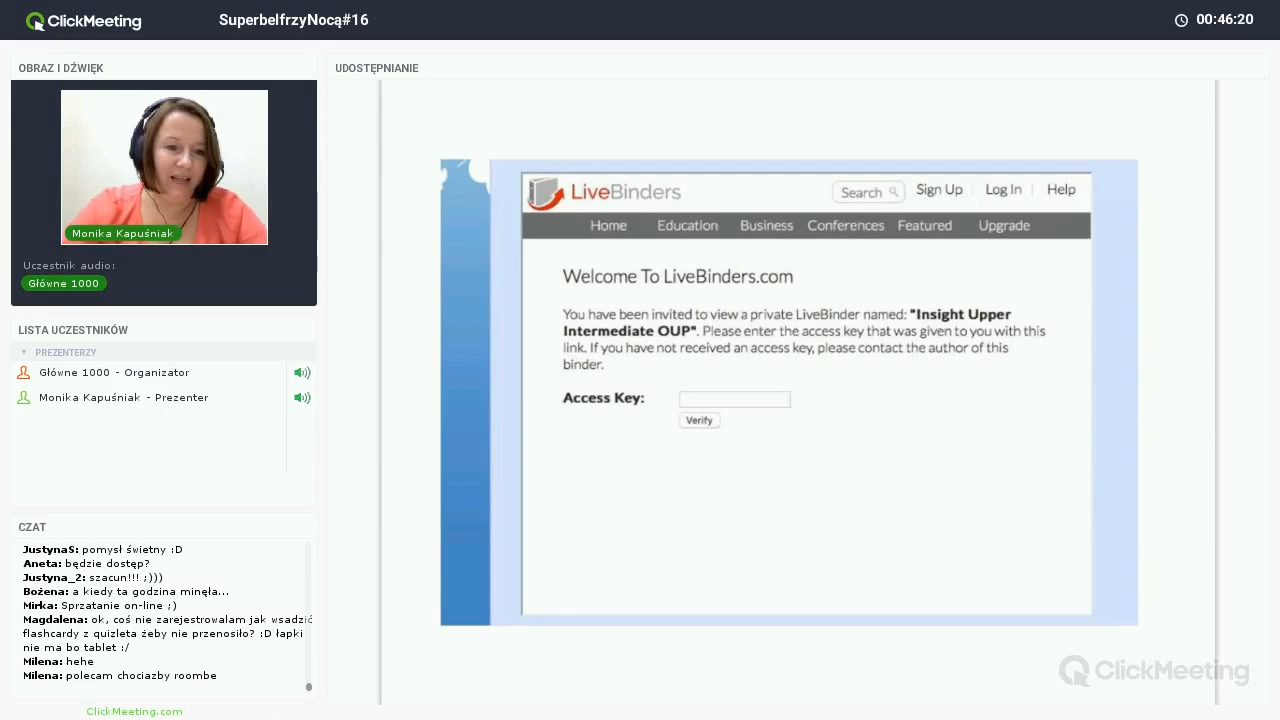 ClickMeeting
SuperbelfrzyNocą#16
00:46:20
OBRAZ I DŹWIĘK
Monika Kapuśniak
Uczestnik audio:
Główne 1000
LISTA UCZESTNIKÓW
PREZENTERZY
Główne 1000 - Organizator
Monika Kapuśniak - Prezenter
CZAT
JustynaS: pomysł świetny :D
Aneta: będzie dostęp?
Justyna_2: szacun!!! ;)))
Bożena: a kiedy ta godzina minęła...
Mirka: Sprzatanie on-line ;)
Magdalena: ok, coś nie zarejestrowalam jak wsadzić
flashcardy z quizleta żeby nie przenosiło? :D łapki
nie ma bo tablet :/
Milena: hehe
Milena: polecam chociazby roombe
ClickMeeting.com
UDOSTĘPNIANIE
LiveBinders
Search
Sign Up
Log In
Help
Home Education Business Conferences Featured Upgrade
Welcome To LiveBinders.com
You have been invited to view a private LiveBinder named: "Insight Upper
Intermediate OUP". Please enter the access key that was given to you with this
link. If you have not received an access key, please contact the author of this
binder.
Access Key:
Verify
ClickMeeting